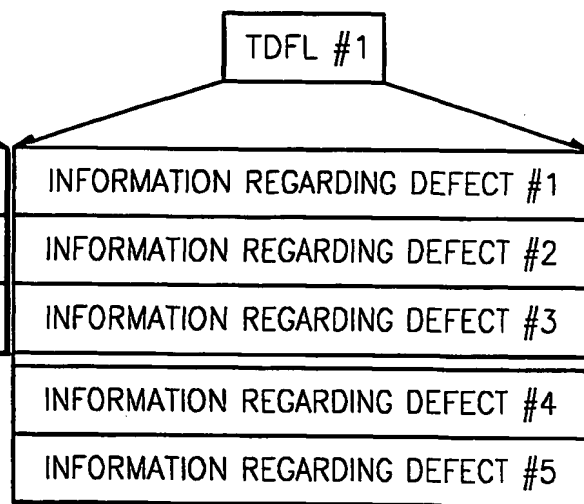 TDFL #1
INFORMATION REGARDING DEFECT #1
INFORMATION REGARDING DEFECT #2
INFORMATION REGARDING DEFECT #3
INFORMATION REGARDING DEFECT #4
INFORMATION REGARDING DEFECT #5